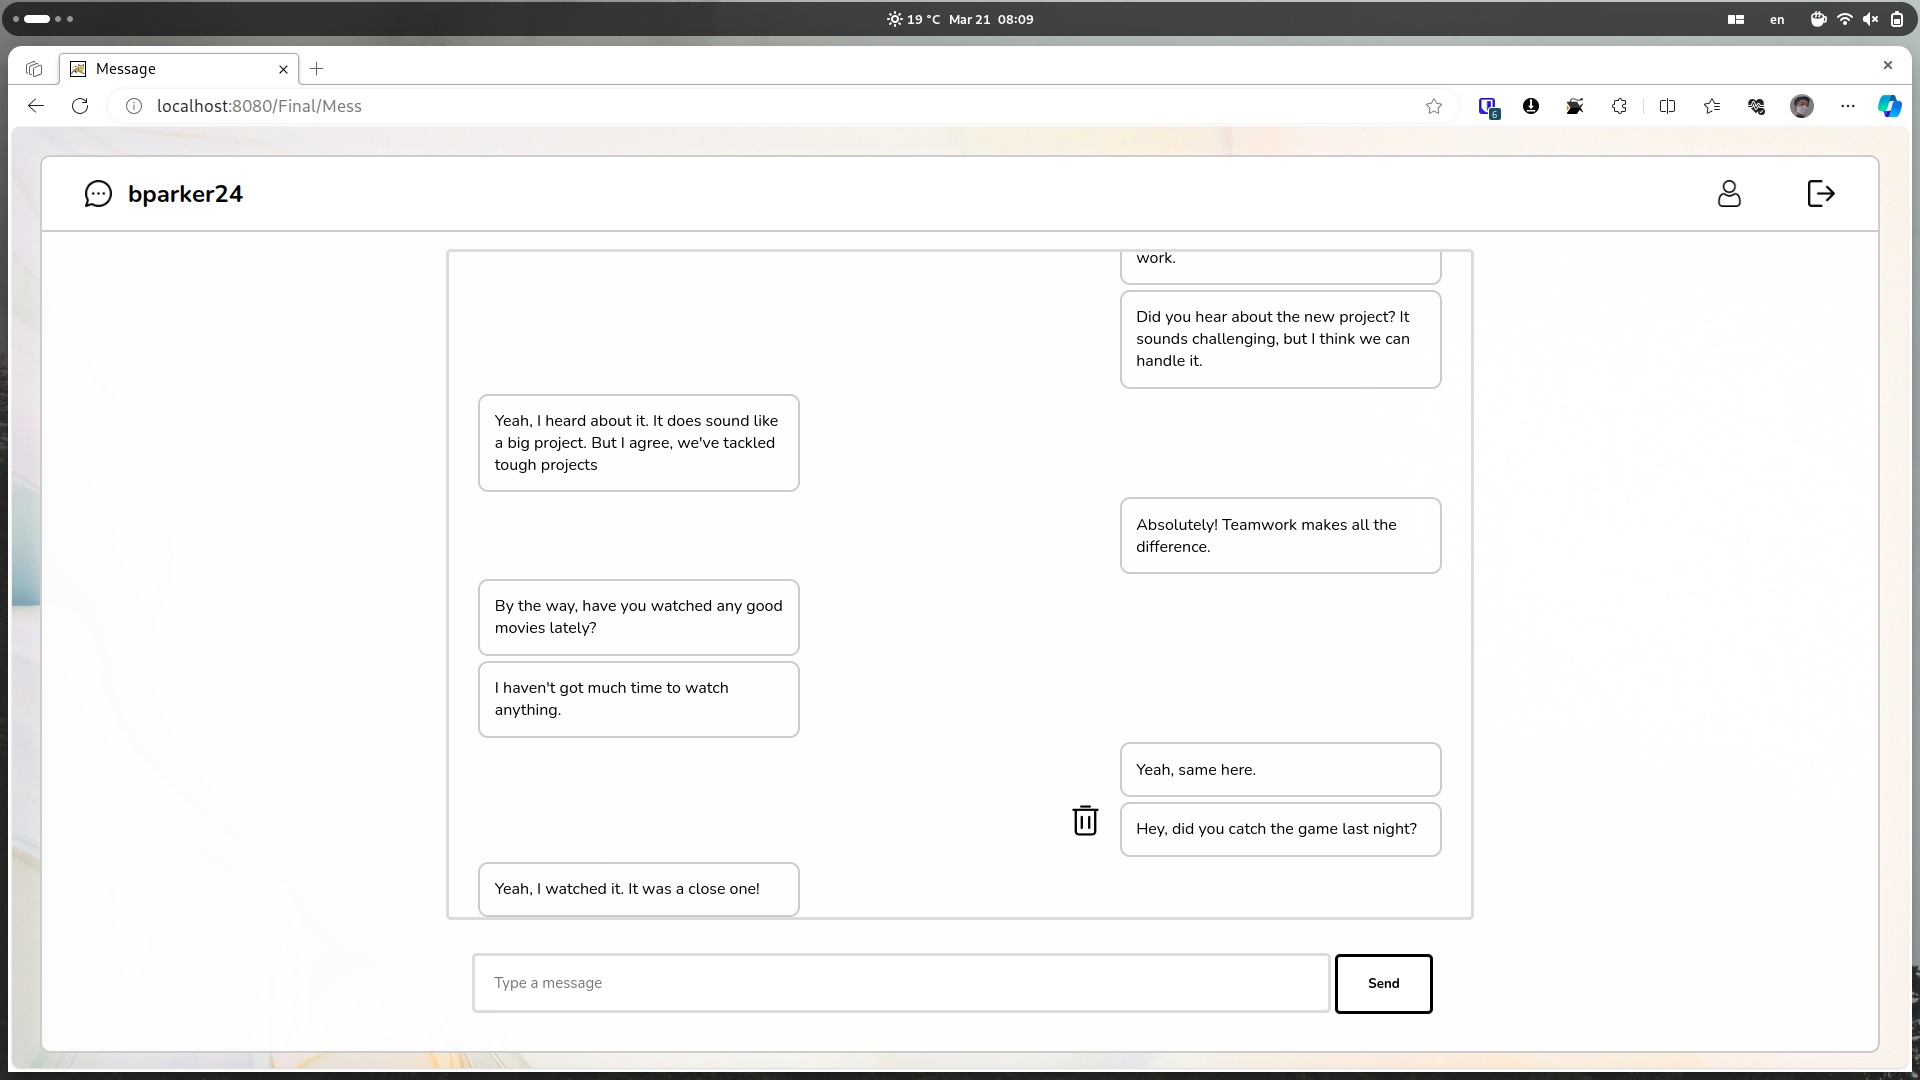 19 °C Mar 21 08:09
en
Message
localhost:8080/Final/Mess
6
bparker24
work.
Did you hear about the new project? It
sounds challenging, but I think we can
handle it.
Yeah, I heard about it. It does sound like
a big project. But I agree, we've tackled
tough projects
Absolutely! Teamwork makes all the
difference.
By the way, have you watched any good
movies lately?
I haven't got much time to watch
anything.
Yeah, same here.
Hey, did you catch the game last night?
Yeah, I watched it. It was a close one!
Type a message
Send